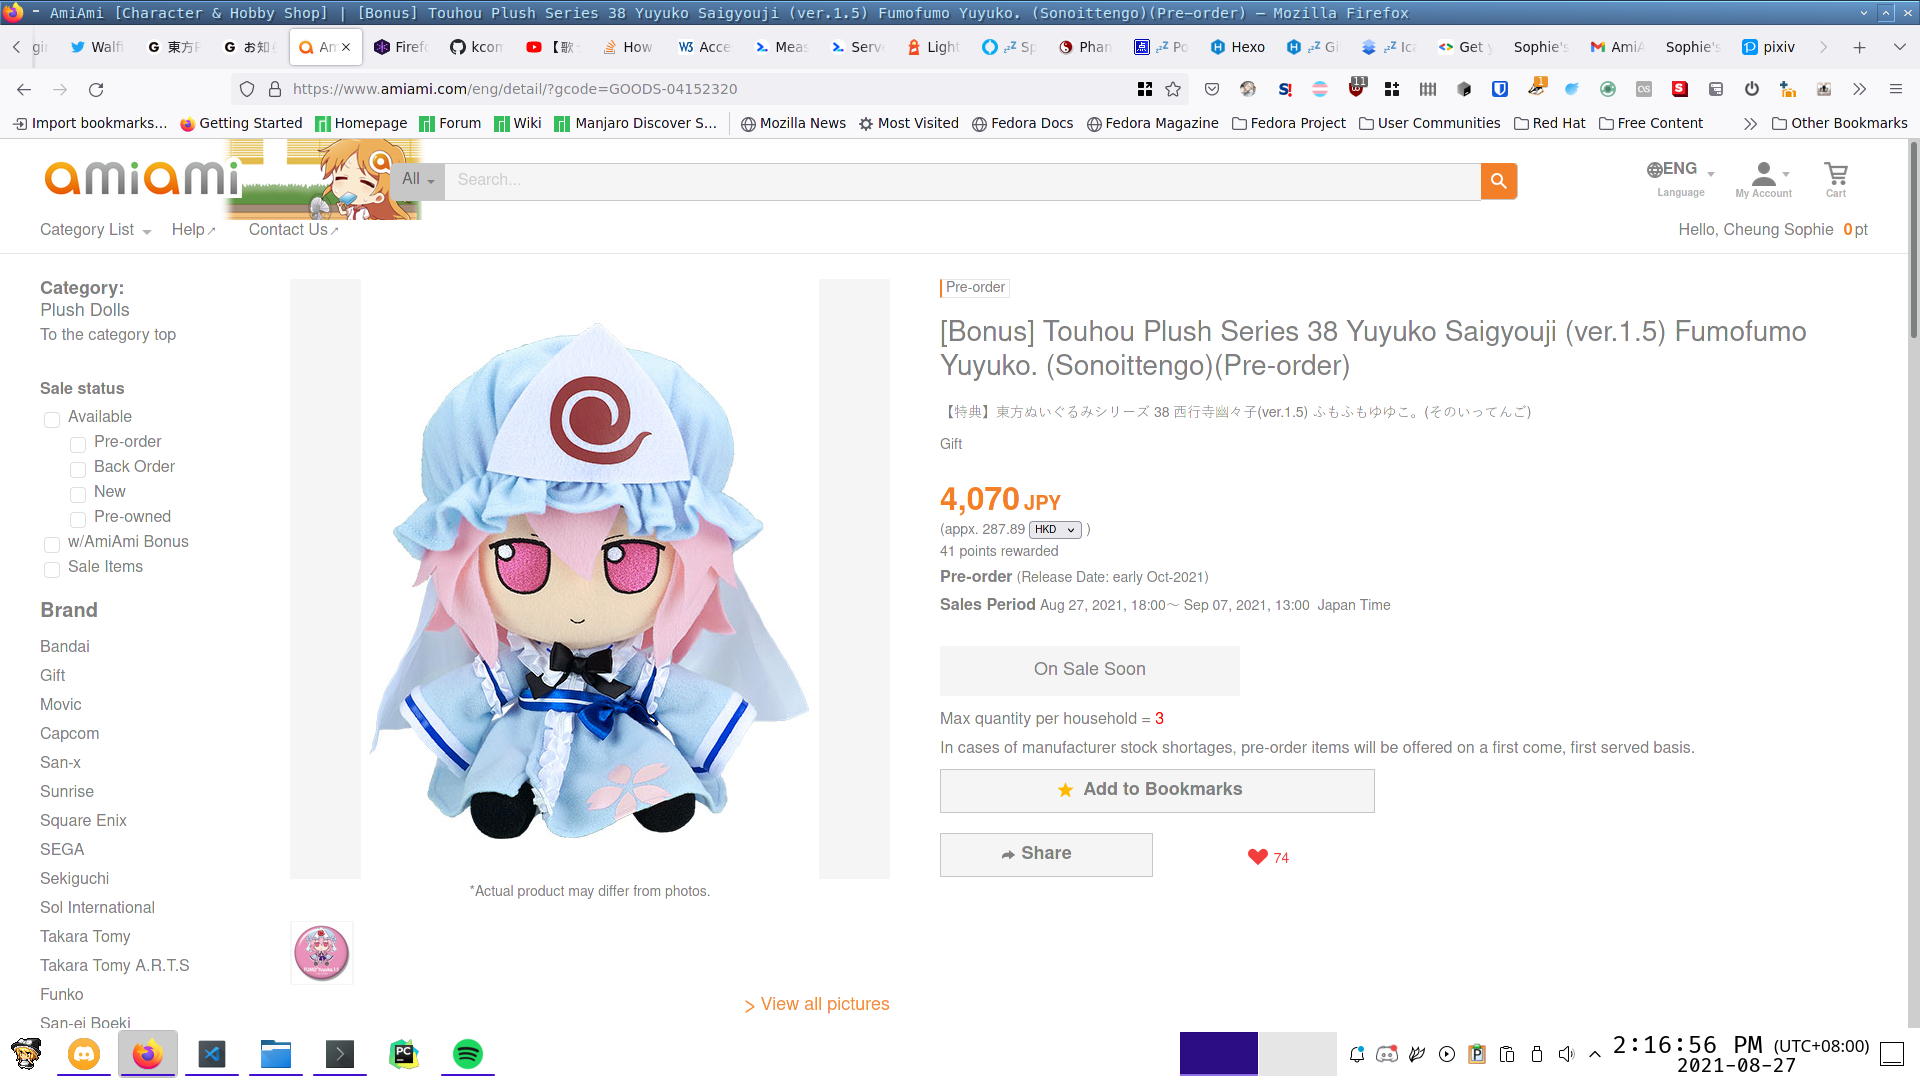 AmiAmi [Character & Hobby Shop] | [Bonus] Touhou Plush Series 38 Yuyuko Saigyouji (ver.1.5) Fumofumo Yuyuko. (Sonoittengo)(Pre-order) — Mozilla Firefox
Walfi
東方
お知
Am
Firef
kcom
How
Acce
Meas
Serv
Light
Sp
Phan
Po
Hexo
Gi
Ica
Get y
Sophie's
AmiA
Sophie's
pixiv
https://www.amiami.com/eng/detail/?gcode=GOODS-04152320
11
1
Import bookmarks...
Getting Started
Homepage
Forum
Wiki
Manjaro Discover S...
Mozilla News
Most Visited
Fedora Docs
Fedora Magazine
Fedora Project
User Communities
Red Hat
Free Content
Other Bookmarks
amiami
All
Search...
ENG
Language
My Account
Cart
Category List
Help
Contact Us
Hello, Cheung Sophie 0pt
Category:
Plush Dolls
To the category top
Sale status
Available
Pre-order
Back Order
New
Pre-owned
w/AmiAmi Bonus
Sale Items
Brand
Bandai
Gift
Movic
Capcom
San-x
Sunrise
Square Enix
SEGA
Sekiguchi
Sol International
Takara Tomy
Takara Tomy A.R.T.S
Funko
San-ei Boeki
*Actual product may differ from photos.
> View all pictures
Pre-order
[Bonus] Touhou Plush Series 38 Yuyuko Saigyouji (ver.1.5) Fumofumo
Yuyuko. (Sonoittengo)(Pre-order)
【特典】東方ぬいぐるみシリーズ 38 西行寺幽々子(ver.1.5) ふもふもゆゆこ。(そのいってんご)
Gift
4,070 JPY
(appx. 287.89 HKD )
41 points rewarded
Pre-order (Release Date: early Oct-2021)
Sales Period Aug 27, 2021, 18:00～ Sep 07, 2021, 13:00 Japan Time
On Sale Soon
Max quantity per household = 3
In cases of manufacturer stock shortages, pre-order items will be offered on a first come, first served basis.
Add to Bookmarks
Share
74
2:16:56 PM (UTC+08:00)
2021-08-27